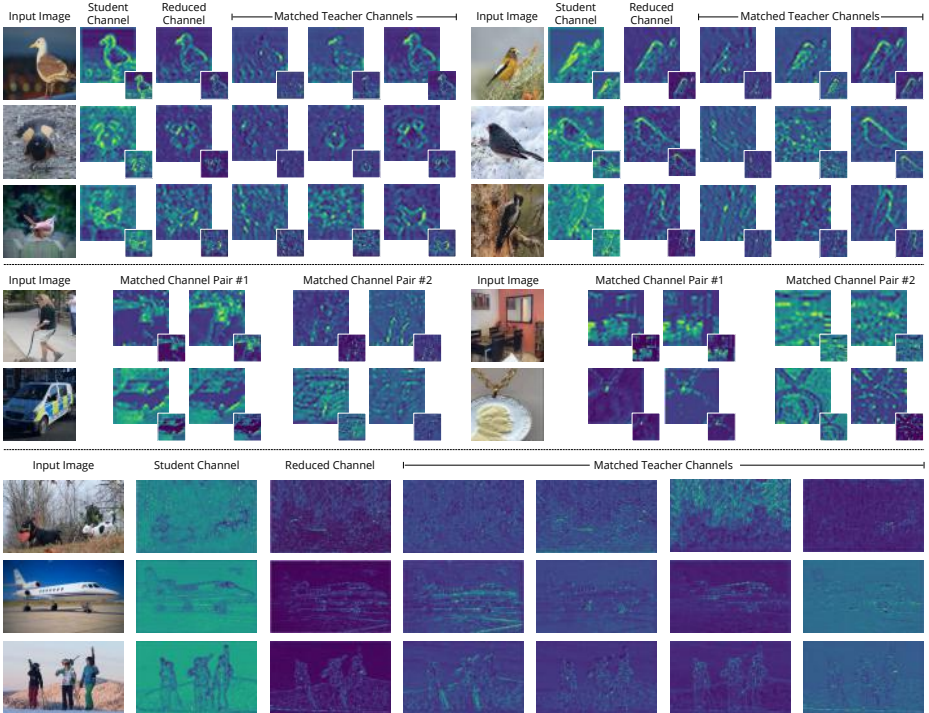 Input Image
Student Channel
Reduced Channel
Matched Teacher Channels
Input Image
Student Channel
Reduced Channel
Matched Teacher Channels
Input Image
Matched Channel Pair #1
Matched Channel Pair #2
Input Image
Matched Channel Pair #1
Matched Channel Pair #2
Input Image
Student Channel
Reduced Channel
Matched Teacher Channels